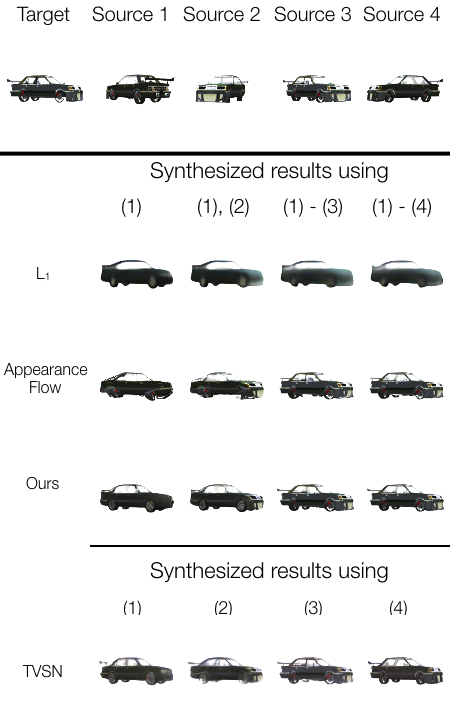 Target Source 1 Source 2 Source 3 Source 4
Synthesized results using
(1) (1), (2) (1) - (3) (1) - (4)
L₁
Appearance
Flow
Ours
Synthesized results using
(1) (2) (3) (4)
TVSN